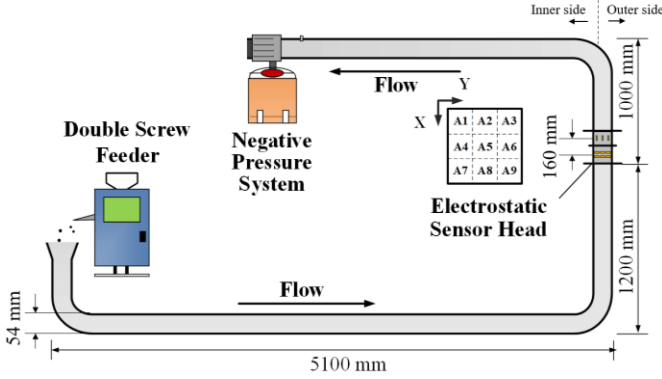 Inner side
Outer side
Flow
Y
X
A1 A2 A3
A4 A5 A6
A7 A8 A9
1000 mm
160 mm
Double Screw
Feeder
Negative
Pressure
System
Electrostatic
Sensor Head
1200 mm
Flow
54 mm
5100 mm